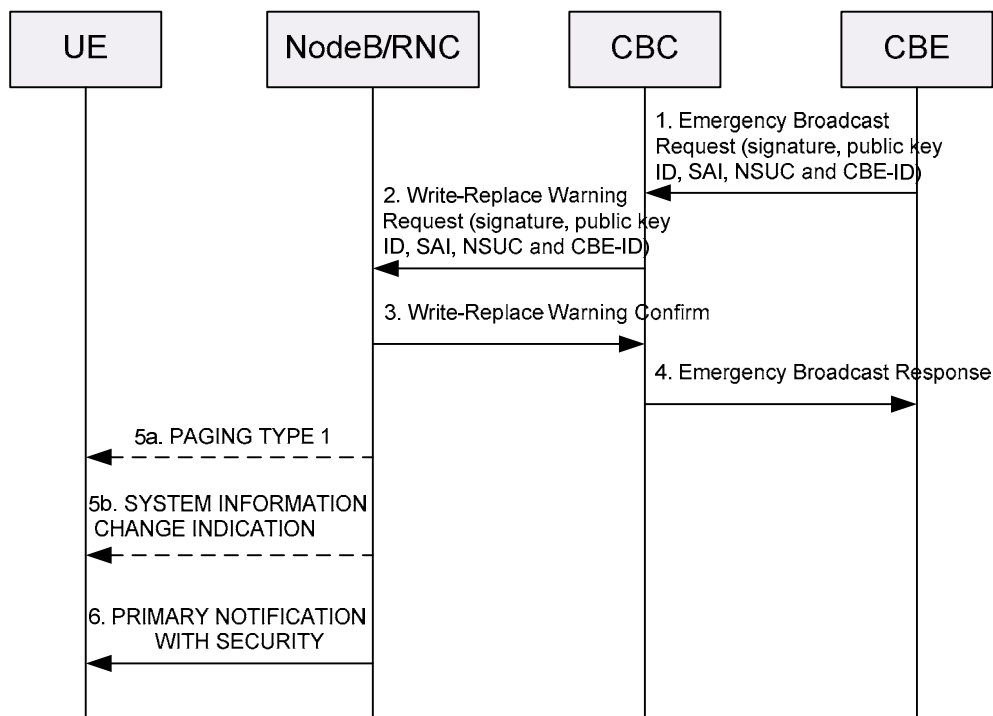 UE
NodeB/RNC
CBC
CBE
1. Emergency Broadcast
Request (signature, public key
ID, SAI, NSUC and CBE-ID)
2. Write-Replace Warning
Request (signature, public key
ID, SAI, NSUC and CBE-ID)
3. Write-Replace Warning Confirm
4. Emergency Broadcast Response
5a. PAGING TYPE 1
5b. SYSTEM INFORMATION
CHANGE INDICATION
6. PRIMARY NOTIFICATION
WITH SECURITY